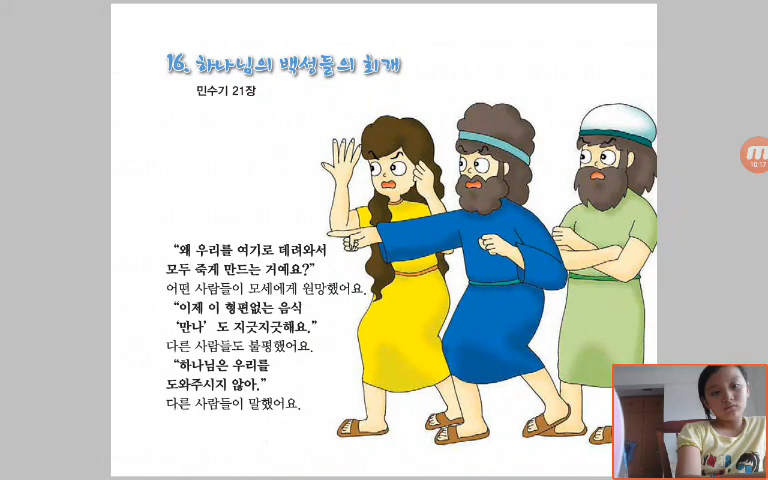 16. 하나님의 백성들의 회개
민수기 21장
“왜 우리를 여기로 데려와서
모두 죽게 만드는 거예요?”
어떤 사람들이 모세에게 원망했어요.
“이제 이 형편없는 음식
‘만나’도 지긋지긋해요.”
다른 사람들도 불평했어요.
“하나님은 우리를
도와주시지 않아.”
다른 사람들이 말했어요.
M
10:17